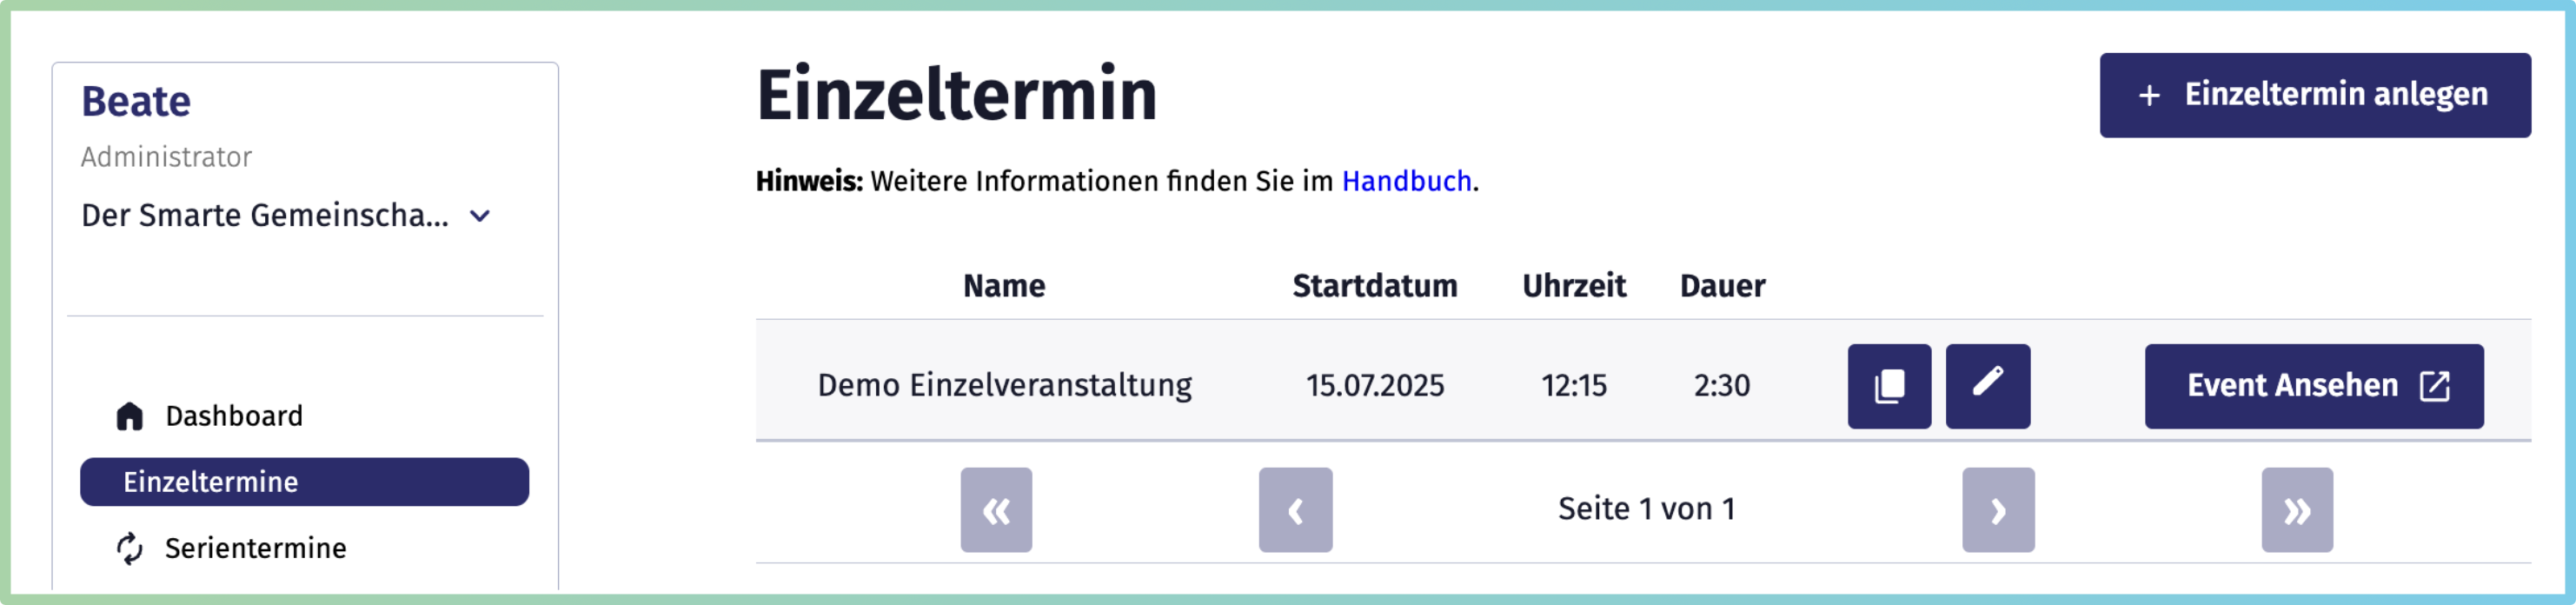 Beate
Administrator
Der Smarte Gemeinscha...
Dashboard
Einzeltermine
Serientermine
Einzeltermin
+ Einzeltermin anlegen
Hinweis: Weitere Informationen finden Sie im Handbuch.
Name Startdatum Uhrzeit Dauer
Demo Einzelveranstaltung 15.07.2025 12:15 2:30 Event Ansehen
« ‹ Seite 1 von 1 › »